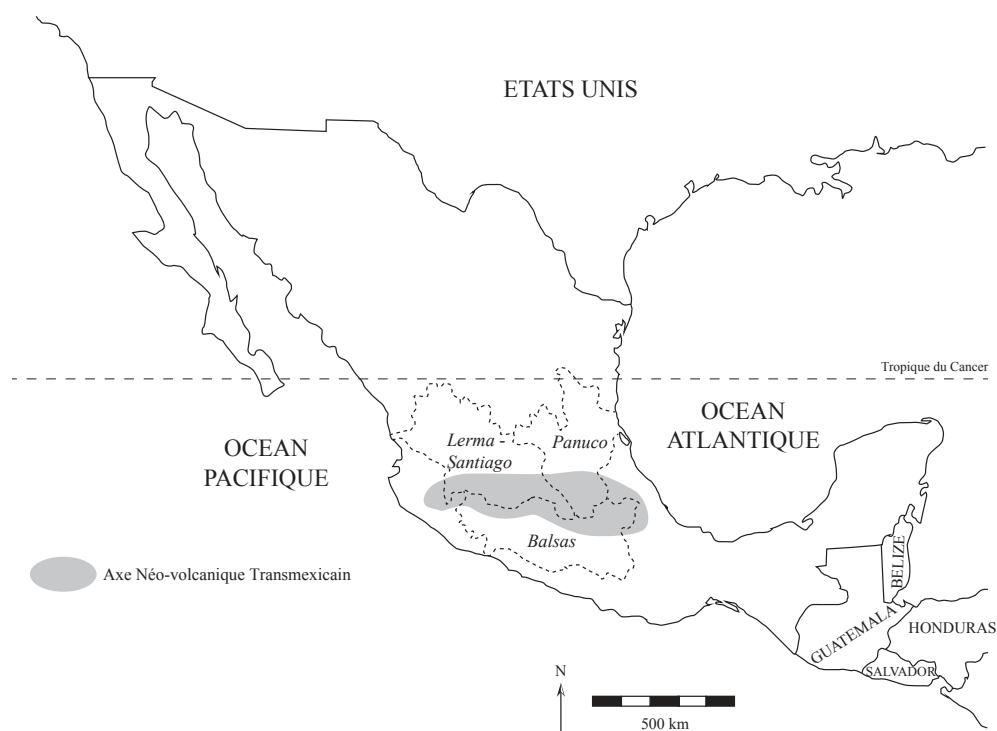 ETATS UNIS
Tropique du Cancer
OCEAN
ATLANTIQUE
Lerma -
Santiago
Panuco
OCEAN
PACIFIQUE
Balsas
BELIZE
Axe Néo-volcanique Transmexicain
GUATEMALA
HONDURAS
SALVADOR
N
500 km